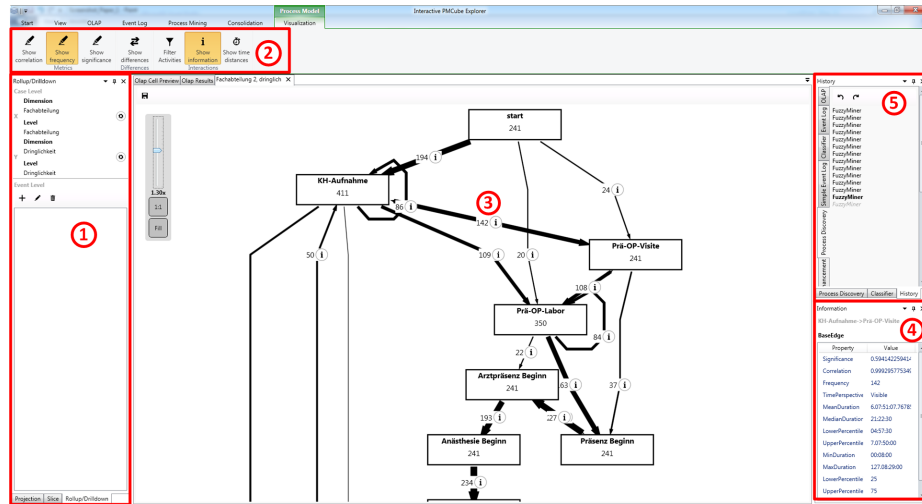 Process Model
Interactive PMCube Explorer
Start View OLAP Event Log Process Mining Consolidation Visualization
Show correlation
Show frequency
Show significance
Metrics
Show differences
Differences
Filter Activities
Show information
Show time distances
Interactions
2
Rollup/Drilldown
Case Level
Dimension
Fachabteilung
X
Level
Fachabteilung
Dimension
Dringlichkeit
Y
Level
Dringlichkeit
Event Level
1
Projection Slice Rollup/Drilldown
Olap Cell Preview Olap Results Fachabteilung 2, dringlich
1.30x
1:1
Fill
start
241
194
KH-Aufnahme
411
86
24
3
142
Prä-OP-Visite
241
50
109
20
108
Prä-OP-Labor
350
84
22
Arztpräsenz Beginn
241
63
37
193
27
Anästhesie Beginn
241
Präsenz Beginn
241
234
History
5
OLAP
Event Log
Classifier
Simple Event Log
Process Discovery
FuzzyMiner
FuzzyMiner
FuzzyMiner
FuzzyMiner
FuzzyMiner
FuzzyMiner
FuzzyMiner
FuzzyMiner
FuzzyMiner
FuzzyMiner
FuzzyMiner
FuzzyMiner
FuzzyMiner
Process Discovery Classifier History
Information
KH-Aufnahme->Prä-OP-Visite
4
BaseEdge
Property Value
Significance 0.594142259414
Correlation
Frequency 142
TimePerspective Visible
MeanDuration
MedianDuration 21:22:30
LowerPercentile 04:57:30
UpperPercentile 7.07:50:00
MinDuration 00:08:00
MaxDuration 127.08:29:00
LowerPercentile 25
UpperPercentile 75